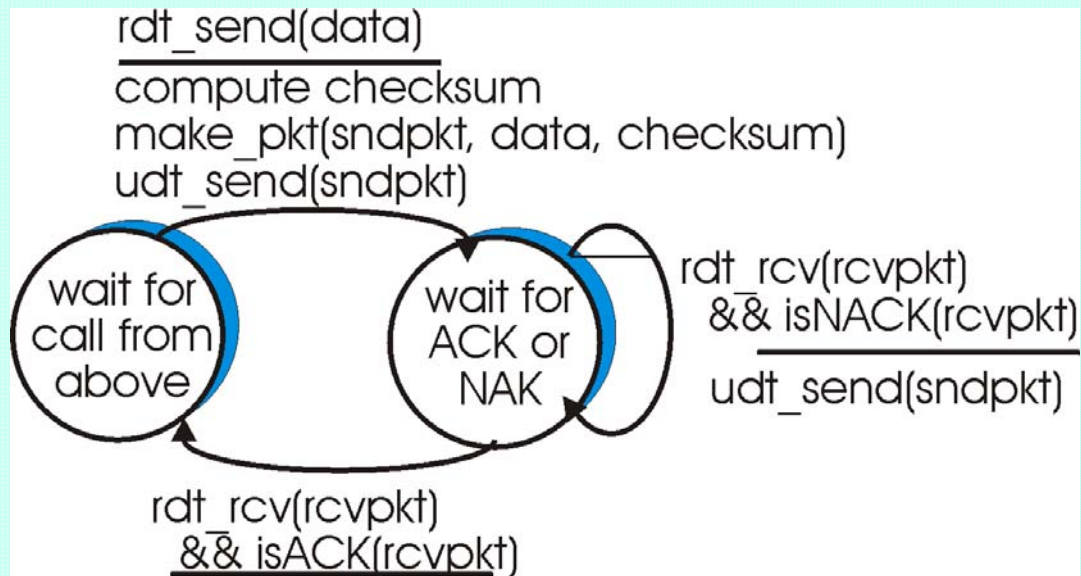 rdt_send(data)
compute checksum
make_pkt(sndpkt, data, checksum)
udt_send(sndpkt)
wait for
call from
above
wait for
ACK or
NAK
rdt_rcv(rcvpkt)
&& isNACK(rcvpkt)
udt_send(sndpkt)
rdt_rcv(rcvpkt)
&& isACK(rcvpkt)